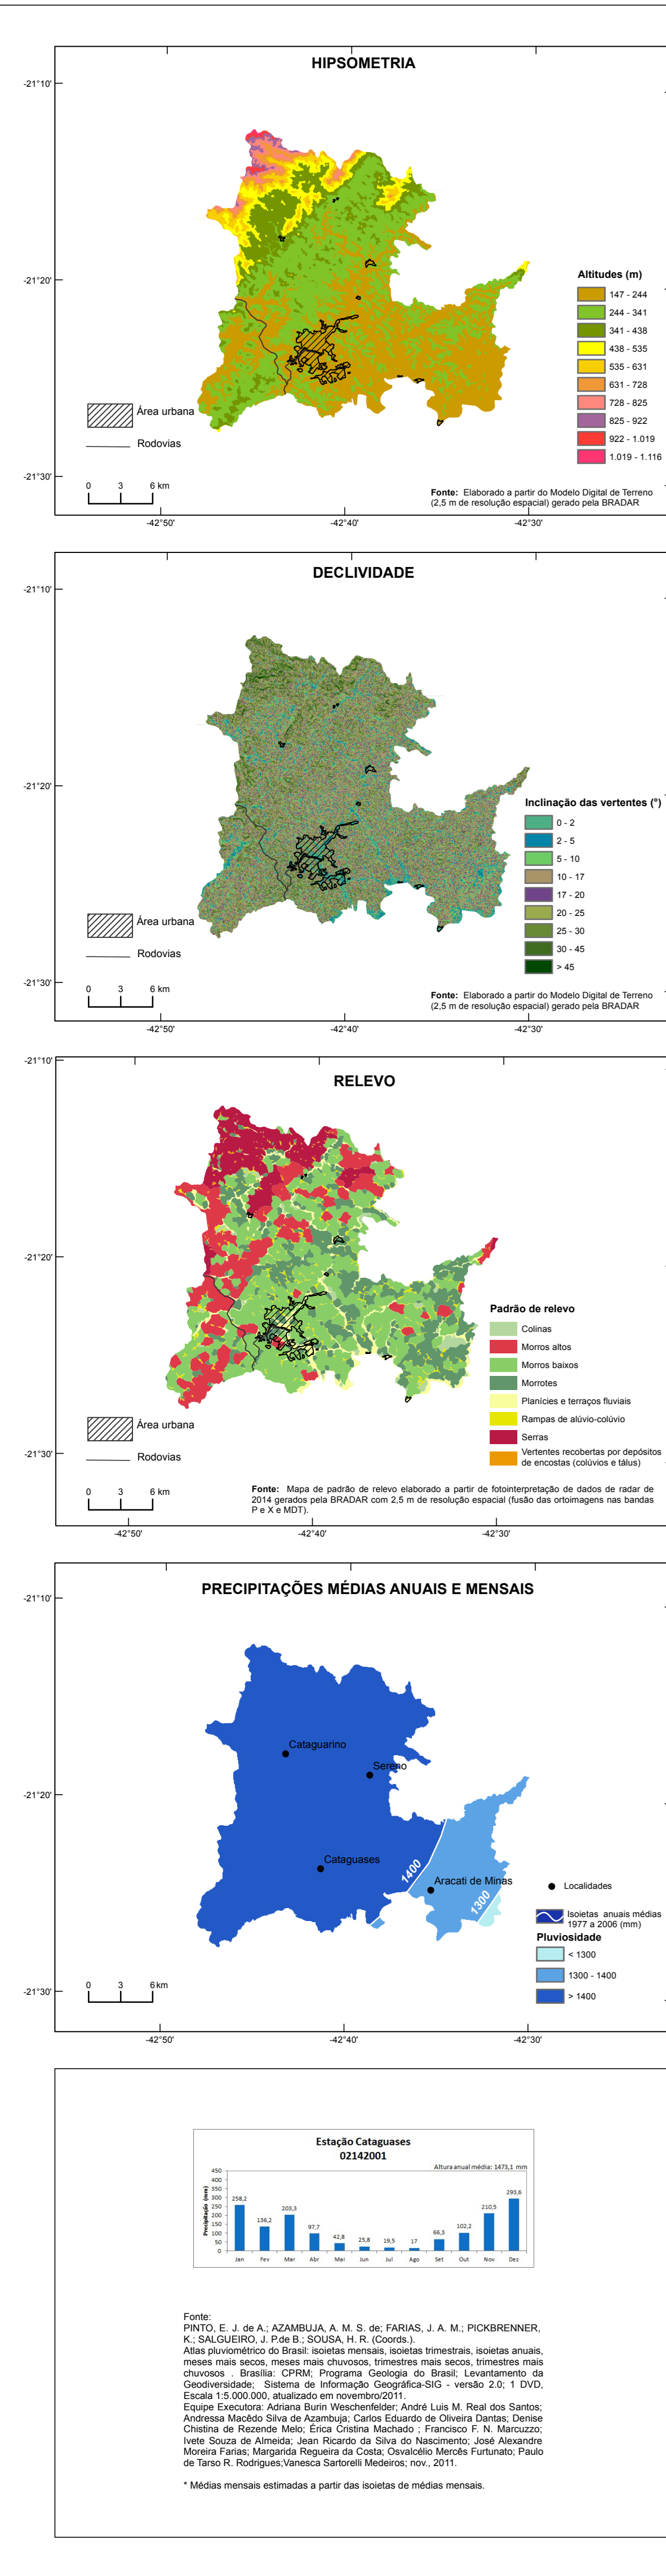 HIPSOMETRIA
-21°10'
-21°20'
Altitudes (m)
147 - 244
244 - 341
341 - 438
438 - 535
535 - 631
631 - 728
728 - 825
825 - 922
922 - 1.019
1.019 - 1.116
Área urbana
Rodovias
-21°30'
0 3 6 km
Fonte: Elaborado a partir do Modelo Digital de Terreno
(2,5 m de resolução espacial) gerado pela BRADAR
-42°50' -42°40' -42°30'
DECLIVIDADE
-21°10'
-21°20'
Inclinação das vertentes (°)
0 - 2
2 - 5
5 - 10
10 - 17
17 - 20
20 - 25
25 - 30
30 - 45
> 45
Área urbana
Rodovias
-21°30'
0 3 6 km
Fonte: Elaborado a partir do Modelo Digital de Terreno
(2,5 m de resolução espacial) gerado pela BRADAR
-42°50' -42°40' -42°30'
-21°10'
RELEVO
-21°20'
Padrão de relevo
Colinas
Morros altos
Morros baixos
Morrotes
Planícies e terraços fluviais
Rampas de alúvio-colúvio
Serras
Vertentes recobertas por depósitos
de encostas (colúvios e tálus)
Área urbana
Rodovias
-21°30'
0 3 6 km
Fonte: Mapa de padrão de relevo elaborado a partir de fotointerpretação de dados de radar de
2014 gerados pela BRADAR com 2,5 m de resolução espacial (fusão das ortoimagens nas bandas
P e X e MDT).
-42°50' -42°40' -42°30'
PRECIPITAÇÕES MÉDIAS ANUAIS E MENSAIS
-21°10'
Cataguarino
Sereno
-21°20'
Cataguases
1400
Aracati de Minas
1300
Localidades
Isoietas anuais médias
1977 a 2006 (mm)
Pluviosidade
< 1300
1300 - 1400
> 1400
0 3 6 km
-21°30'
-42°50' -42°40' -42°30'
Estação Cataguases
02142001
Altura anual média: 1473,1 mm
Precipitação (mm)
450
400
350
300
250
200
150
100
50
0
258,2 136,2 203,3 97,7 42,8 25,8 19,5 17 66,3 102,2 210,5 293,6
Jan Fev Mar Abr Mai Jun Jul Ago Set Out Nov Dez
Fonte:
PINTO, E. J. de A.; AZAMBUJA, A. M. S. de; FARIAS, J. A. M.; PICKBRENNER,
K.; SALGUEIRO, J. P.de B.; SOUSA, H. R. (Coords.).
Atlas pluviométrico do Brasil: isoietas mensais, isoietas trimestrais, isoietas anuais,
meses mais secos, meses mais chuvosos, trimestres mais secos, trimestres mais
chuvosos . Brasília: CPRM; Programa Geologia do Brasil; Levantamento da
Geodiversidade; Sistema de Informação Geográfica-SIG - versão 2.0; 1 DVD,
Escala 1:5.000.000, atualizado em novembro/2011.
Equipe Executora: Adriana Burin Weschenfelder; André Luis M. Real dos Santos;
Andressa Macêdo Silva de Azambuja; Carlos Eduardo de Oliveira Dantas; Denise
Chistina de Rezende Melo; Érica Cristina Machado ; Francisco F. N. Marcuzzo;
Ivete Souza de Almeida; Jean Ricardo da Silva do Nascimento; José Alexandre
Moreira Farias; Margarida Regueira da Costa; Osvalcélio Mercês Furtunato; Paulo
de Tarso R. Rodrigues;Vanesca Sartorelli Medeiros; nov., 2011.
* Médias mensais estimadas a partir das isoietas de médias mensais.